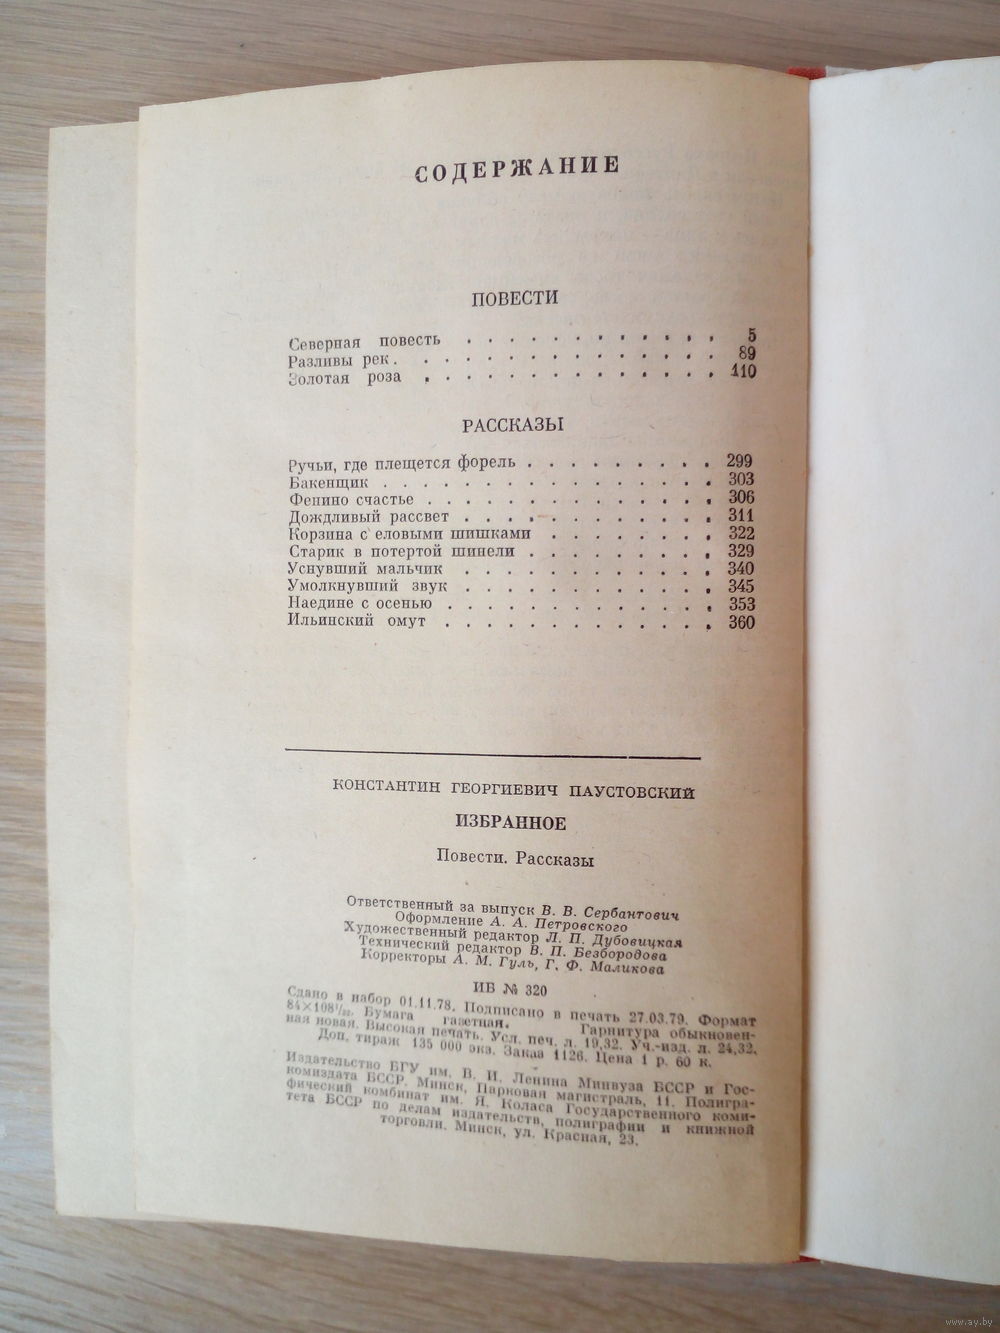 СОДЕРЖАНИЕ
ПОВЕСТИ
Северная повесть . . . . . . . . . . . . 5
Разливы рек . . . . . . . . . . . . . . . 89
Золотая роза . . . . . . . . . . . . . . 110
РАССКАЗЫ
Ручьи, где плещется форель . . . . . . . . . 299
Бакенщик . . . . . . . . . . . . . . . . 303
Фенино счастье . . . . . . . . . . . . . . 306
Дождливый рассвет . . . . . . . . . . . . 311
Корзина с еловыми шишками . . . . . . . . 322
Старик в потертой шинели . . . . . . . . . 329
Уснувший мальчик . . . . . . . . . . . . 340
Умолкнувший звук . . . . . . . . . . . . 345
Наедине с осенью . . . . . . . . . . . . . 353
Ильинский омут . . . . . . . . . . . . . 360
КОНСТАНТИН ГЕОРГИЕВИЧ ПАУСТОВСКИЙ
ИЗБРАННОЕ
Повести. Рассказы
Ответственный за выпуск В. В. Сербантович
Оформление А. А. Петровского
Художественный редактор Л. П. Дубовицкая
Технический редактор В. П. Безбородова
Корректоры А. М. Гуль, Г. Ф. Маликова
ИБ № 320
Сдано в набор 01.11.78. Подписано в печать 27.03.79. Формат
84×108¹/₃₂. Бумага газетная. Гарнитура обыкновен-
ная новая. Высокая печать. Усл. печ. л. 19,32. Уч.-изд. л. 24,32.
Доп. тираж 135 000 экз. Заказ 1126. Цена 1 р. 60 к.
Издательство БГУ им. В. И. Ленина Минвуза БССР и Гос-
комиздата БССР. Минск, Парковая магистраль, 11. Полигра-
фический комбинат им. Я. Коласа Государственного коми-
тета БССР по делам издательств, полиграфии и книжной
торговли. Минск, ул. Красная, 23.
www.ay.by